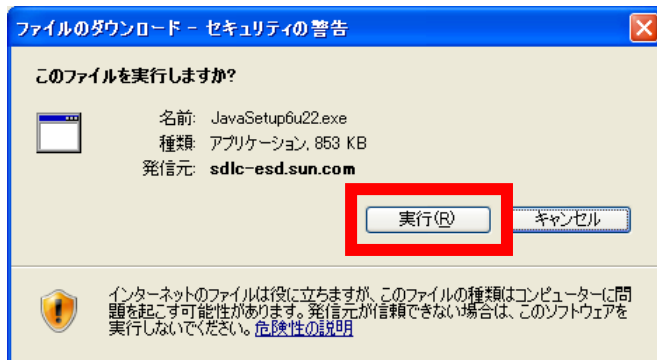 ファイルのダウンロード - セキュリティの警告
このファイルを実行しますか?
名前: JavaSetup6u22.exe
種類: アプリケーション, 853 KB
発信元: sdlc-esd.sun.com
実行(R) キャンセル
インターネットのファイルは役に立ちますが、このファイルの種類はコンピューターに問
題を起こす可能性があります。発信元が信頼できない場合は、このソフトウェアを
実行しないでください。危険性の説明